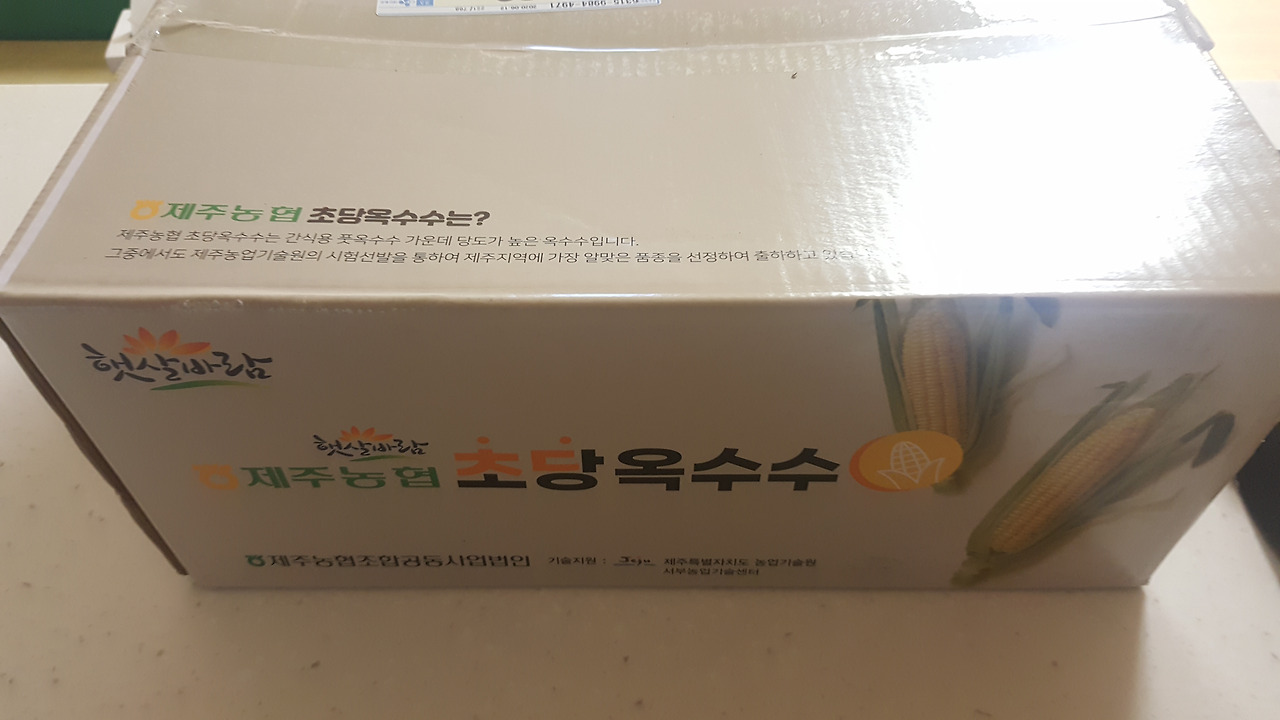 6315-9984-4971
제주농협 초당옥수수는?
제주농협 초당옥수수는 간식용 풋옥수수 가운데 당도가 높은 옥수수입니다.
그중에서도 제주농업기술원의 시험선발을 통하여 제주지역에 가장 알맞은 품종을 선정하여 출하하고
햇살바람
햇살바람
제주농협 초당옥수수
제주농협조합공동사업법인 기술지원 : Jeju 제주특별자치도 농업기술원
서부농업기술센터